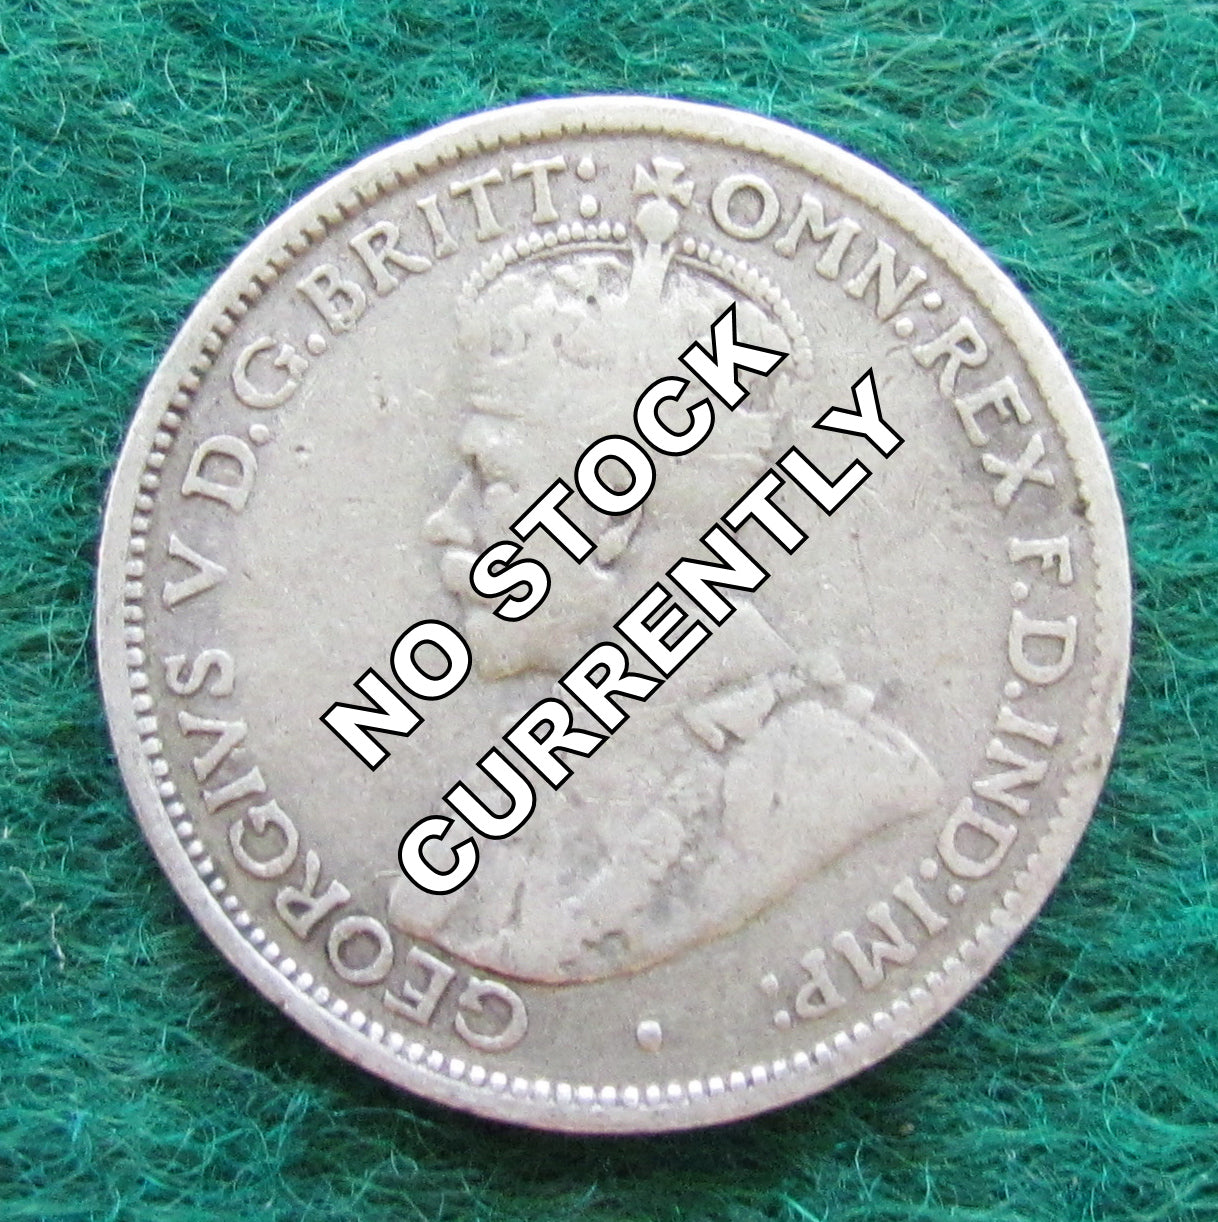 GEORGIVS V D.G.BRITT: OMN:REX F.D.IND:IMP:
NO STOCK
CURRENTLY